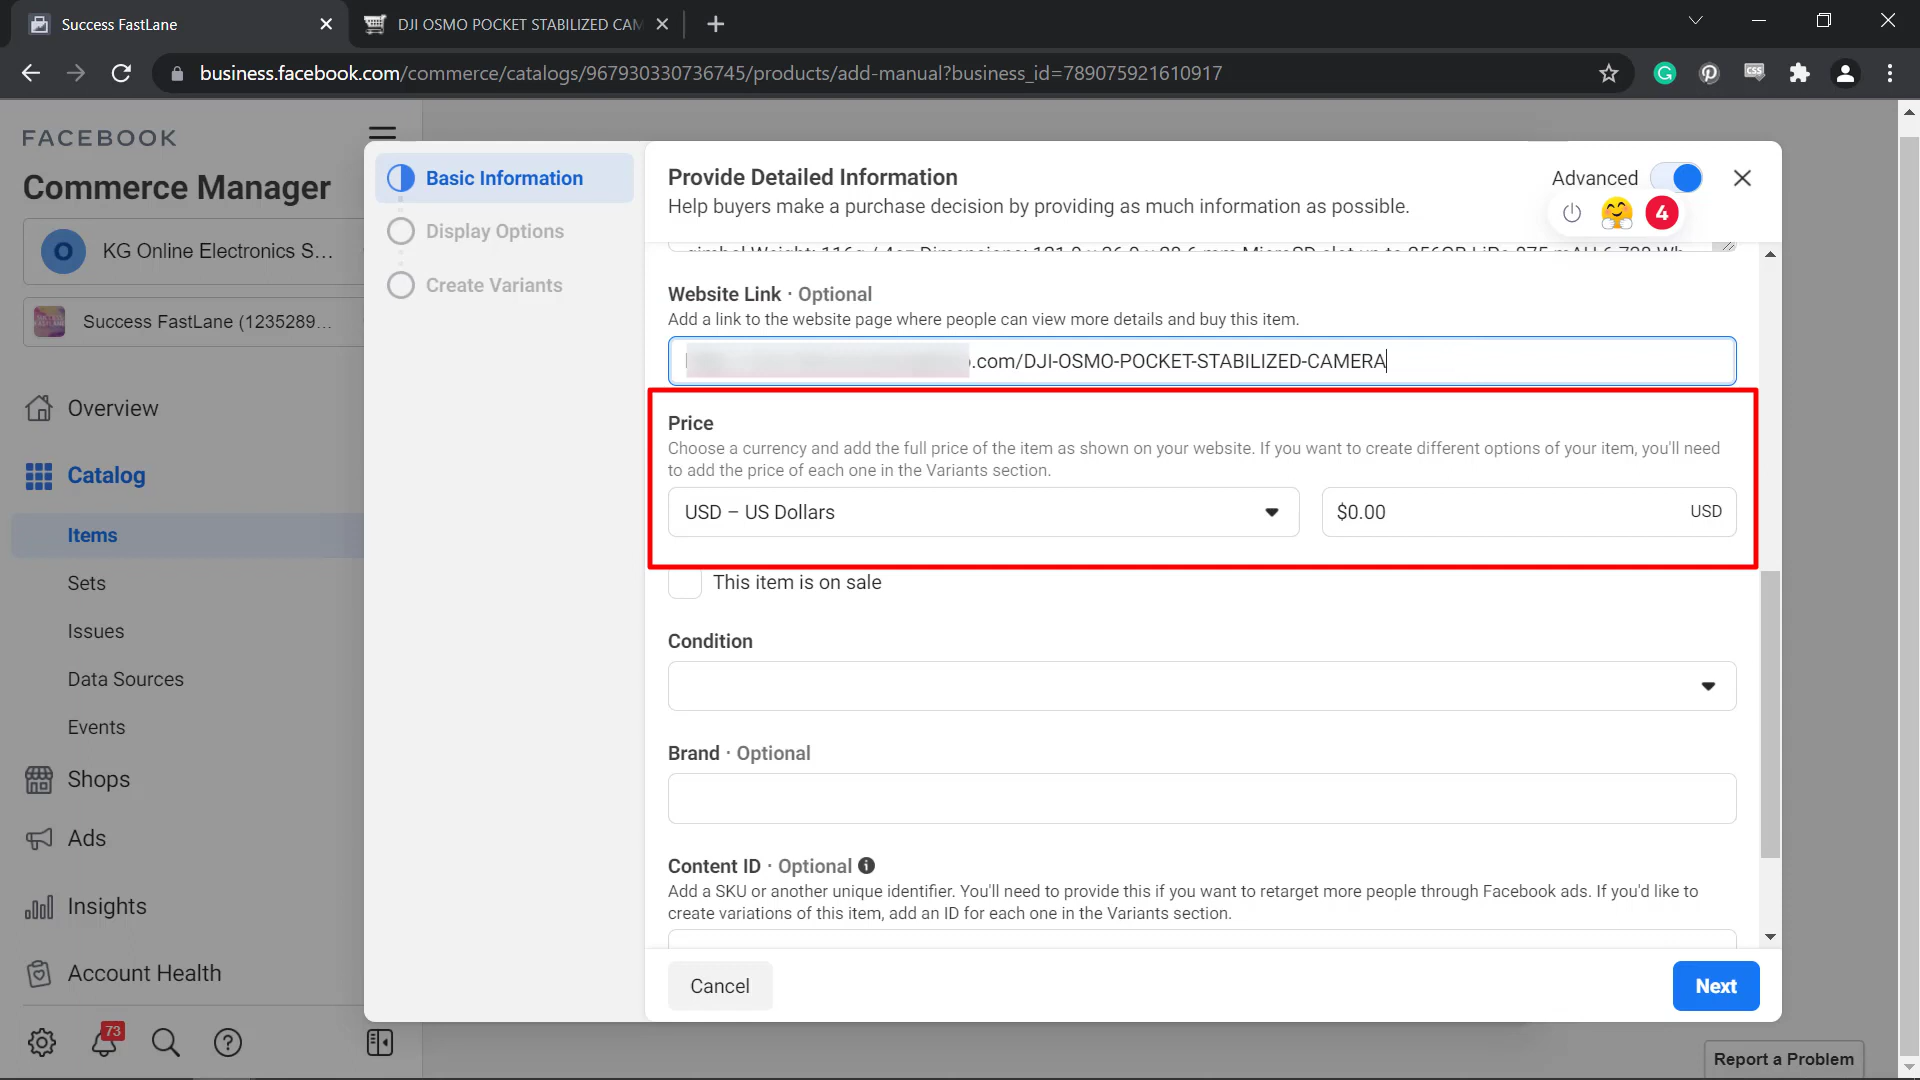 Success FastLane
DJI OSMO POCKET STABILIZED CAM
business.facebook.com/commerce/catalogs/967930330736745/products/add-manual?business_id=789075921610917
CSS
FACEBOOK
Commerce Manager
O
KG Online Electronics S...
Success FastLane (1235289...
Overview
Catalog
Items
Sets
Issues
Data Sources
Events
Shops
Ads
Insights
Account Health
73
Basic Information
Display Options
Create Variants
Provide Detailed Information
Help buyers make a purchase decision by providing as much information as possible.
Advanced
4
Website Link · Optional
Add a link to the website page where people can view more details and buy this item.
.com/DJI-OSMO-POCKET-STABILIZED-CAMERA
Price
Choose a currency and add the full price of the item as shown on your website. If you want to create different options of your item, you'll need
to add the price of each one in the Variants section.
USD – US Dollars
$0.00
USD
This item is on sale
Condition
Brand · Optional
Content ID · Optional
Add a SKU or another unique identifier. You'll need to provide this if you want to retarget more people through Facebook ads. If you'd like to
create variations of this item, add an ID for each one in the Variants section.
Cancel
Next
Report a Problem